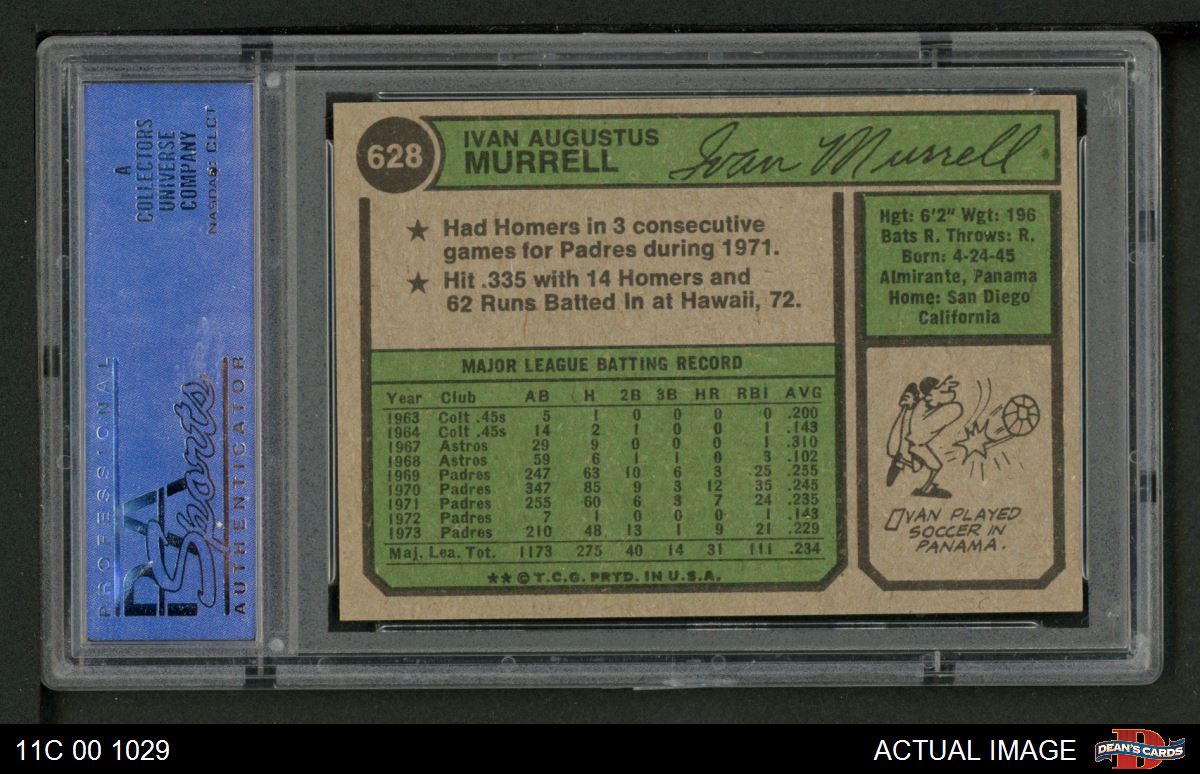 A
COLLECTORS
UNIVERSE
COMPANY
NASDAQ: CLCT
PROFESSIONAL
PSA
Sports
AUTHENTICATOR
628
IVAN AUGUSTUS
MURRELL
Ivan Murrell
★ Had Homers in 3 consecutive
games for Padres during 1971.
★ Hit .335 with 14 Homers and
62 Runs Batted In at Hawaii, 72.
Hgt: 6'2" Wgt: 196
Bats R. Throws: R.
Born: 4-24-45
Almirante, Panama
Home: San Diego
California
MAJOR LEAGUE BATTING RECORD
Year Club AB H 2B 3B HR RBI AVG
1963 Colt .45s 5 1 0 0 0 0 .200
1964 Colt .45s 14 2 1 0 0 1 .143
1967 Astros 29 9 0 0 0 1 .310
1968 Astros 59 6 1 1 0 3 .102
1969 Padres 247 63 10 6 3 25 .255
1970 Padres 347 85 9 3 12 35 .245
1971 Padres 255 60 6 3 7 24 .235
1972 Padres 7 1 0 0 0 1 .143
1973 Padres 210 48 13 1 9 21 .229
Maj. Lea. Tot. 1173 275 40 14 31 111 .234
★★ © T.C.G. PRTD. IN U.S.A.
IVAN PLAYED
SOCCER IN
PANAMA.
11C 00 1029
ACTUAL IMAGE
DEAN'S CARDS